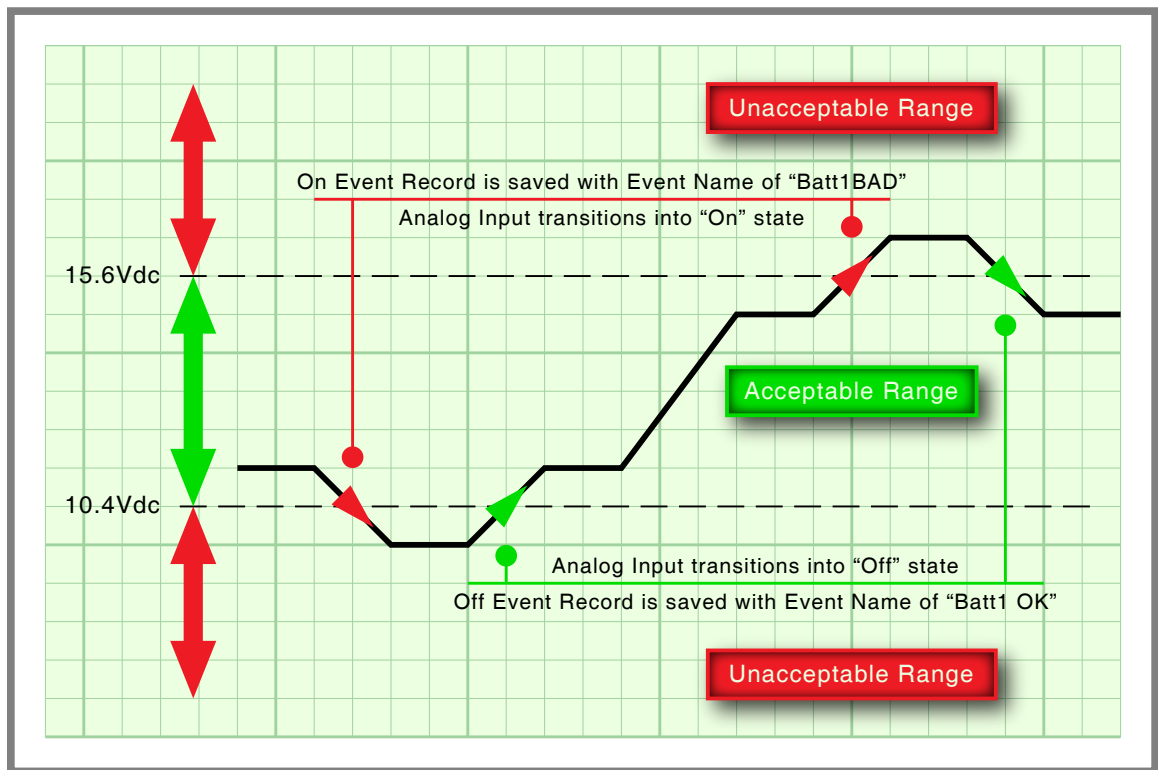 Unacceptable Range
On Event Record is saved with Event Name of “Batt1BAD”
Analog Input transitions into “On” state
15.6Vdc
Acceptable Range
10.4Vdc
Analog Input transitions into “Off” state
Off Event Record is saved with Event Name of “Batt1 OK”
Unacceptable Range